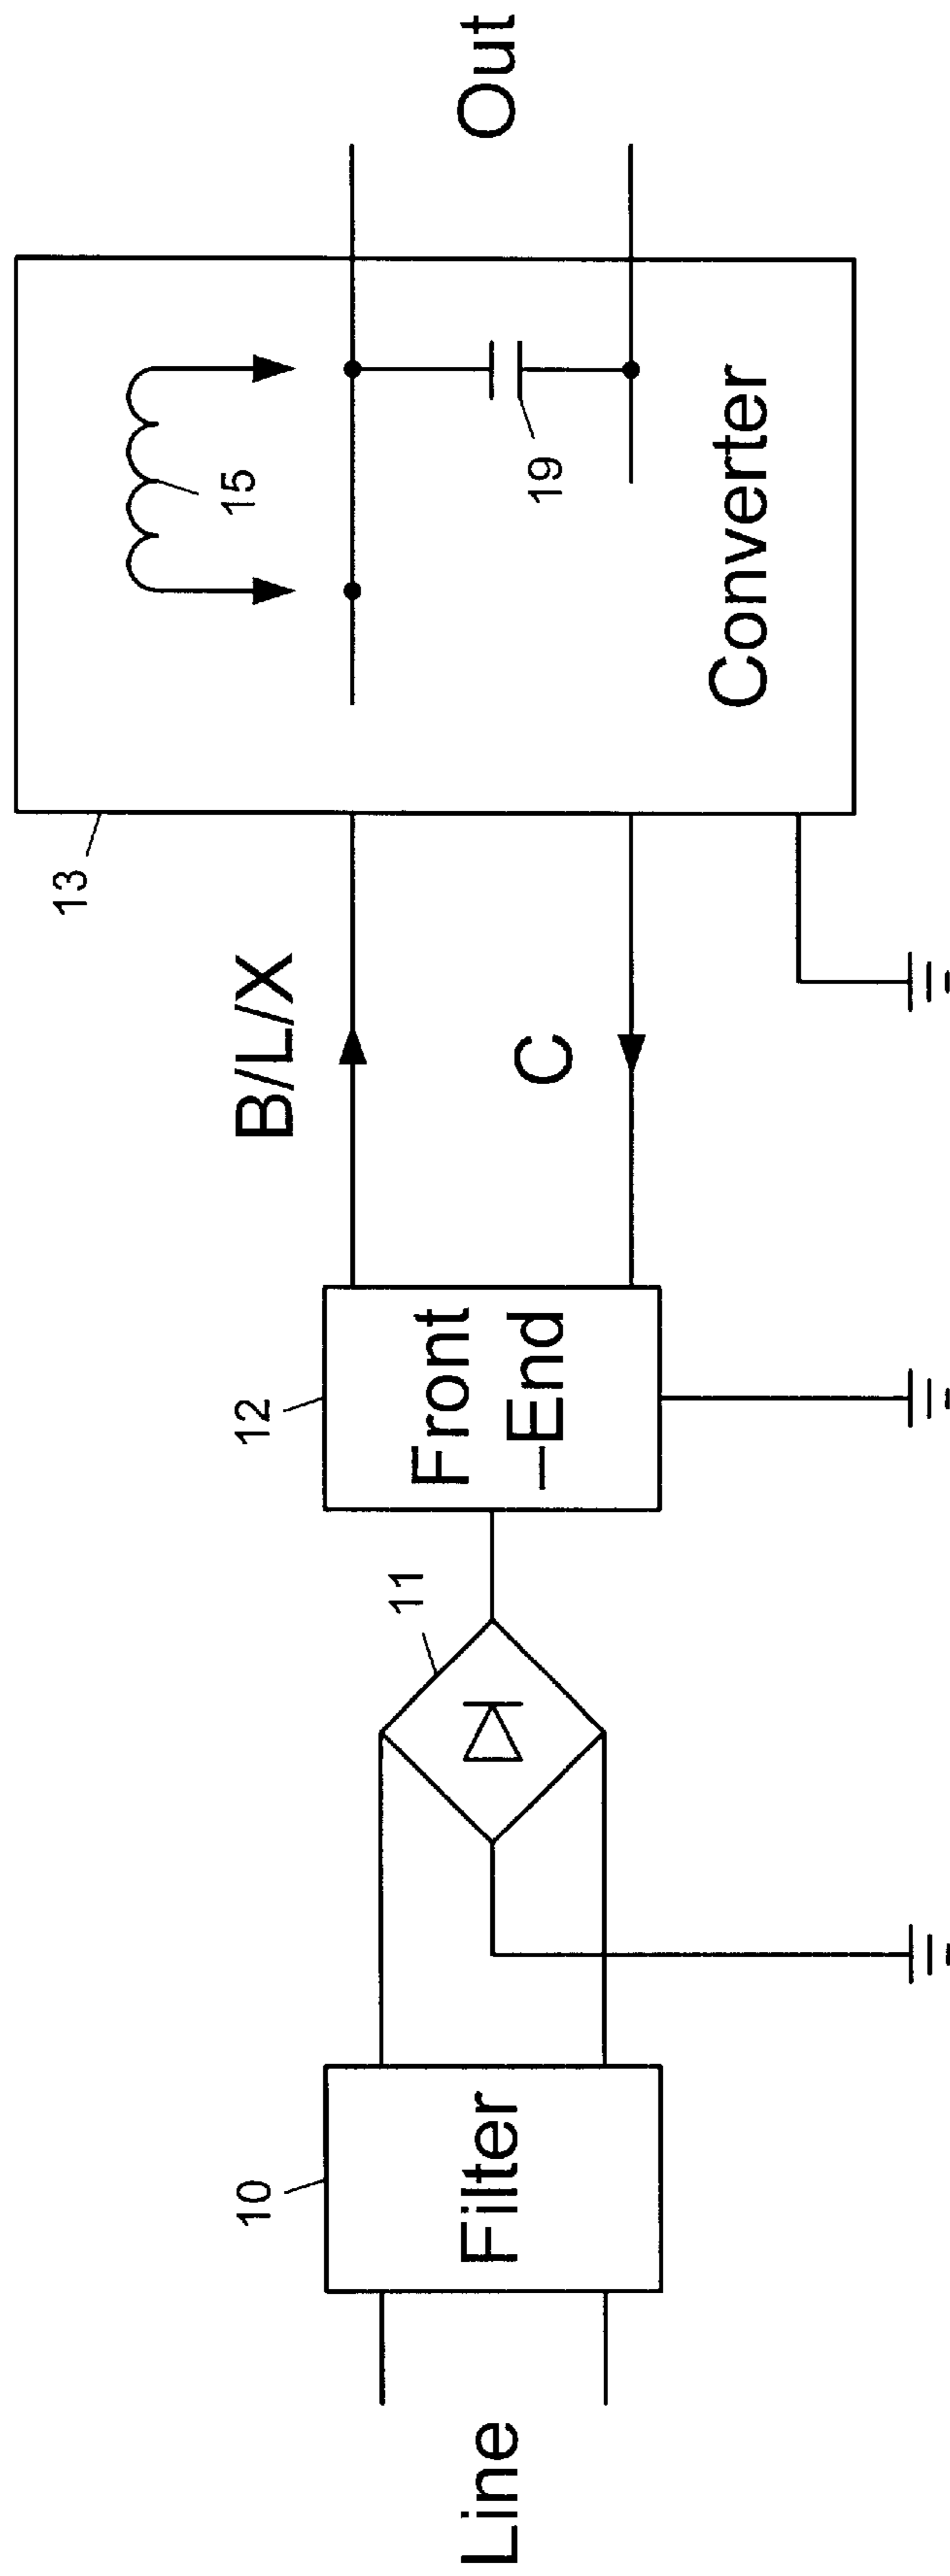 Line
10
Filter
11
12
Front
–End
B/L/X
C
13
15
19
Converter
Out